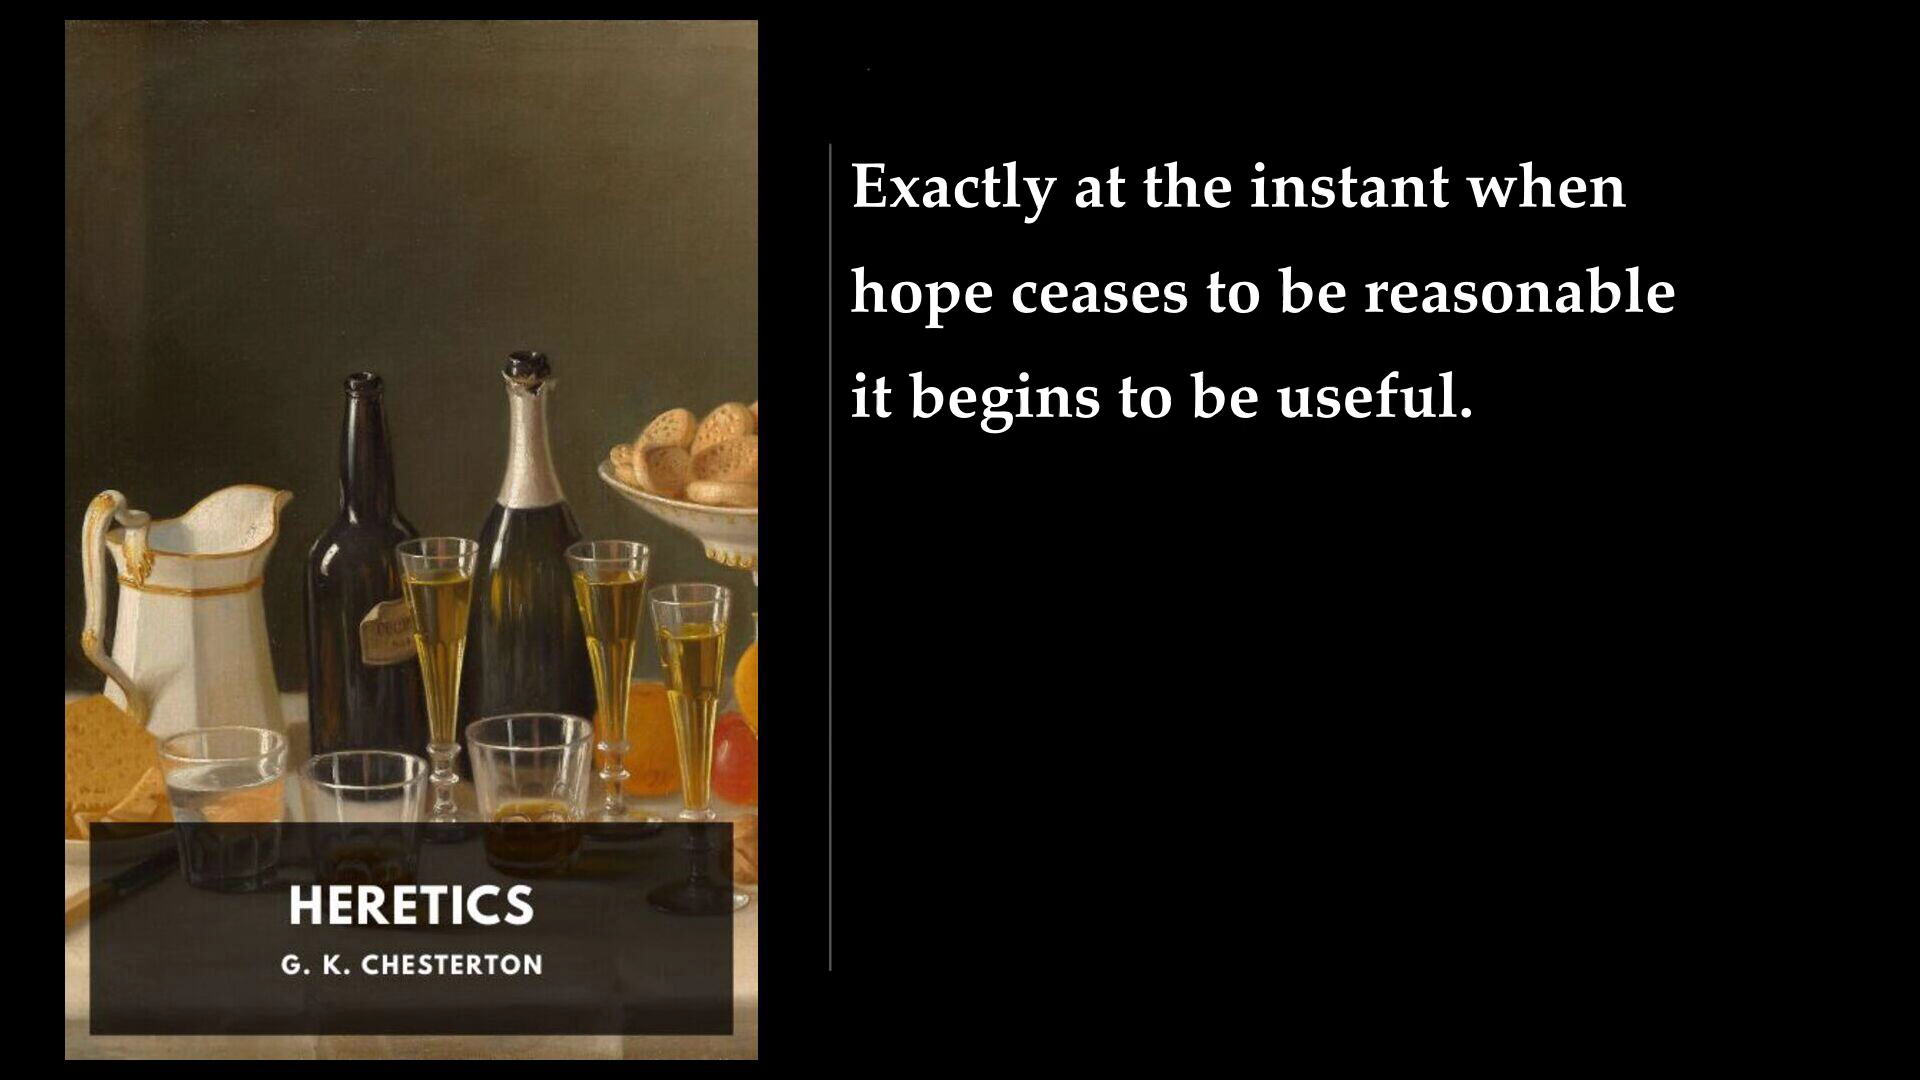 Exactly at the instant when
hope ceases to be reasonable
it begins to be useful.
HERETICS
G. K. CHESTERTON